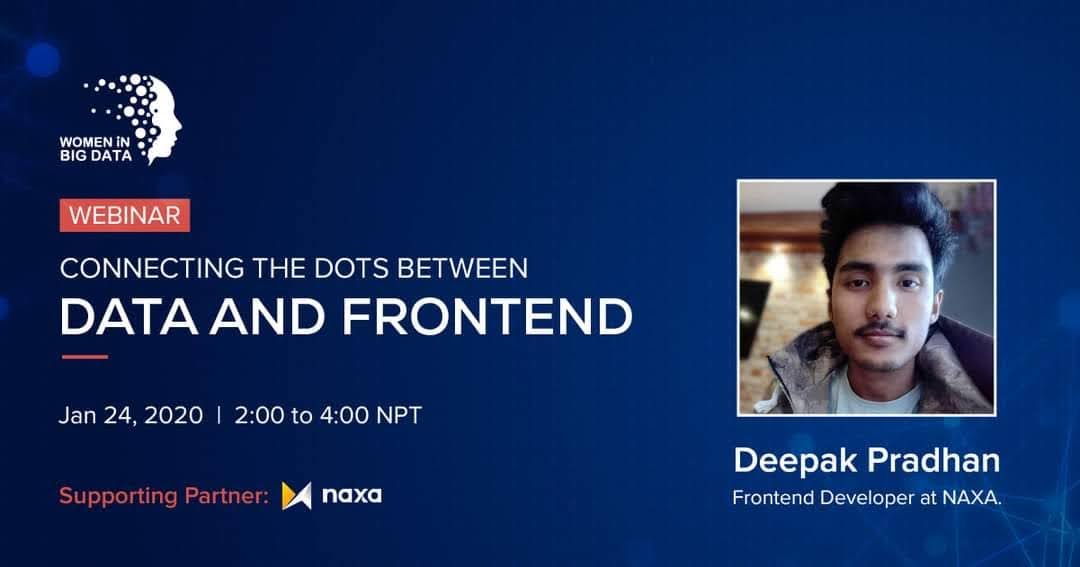 WOMEN iN
BIG DATA
WEBINAR
CONNECTING THE DOTS BETWEEN
DATA AND FRONTEND
Jan 24, 2020 | 2:00 to 4:00 NPT
Supporting Partner: naxa
Deepak Pradhan
Frontend Developer at NAXA.